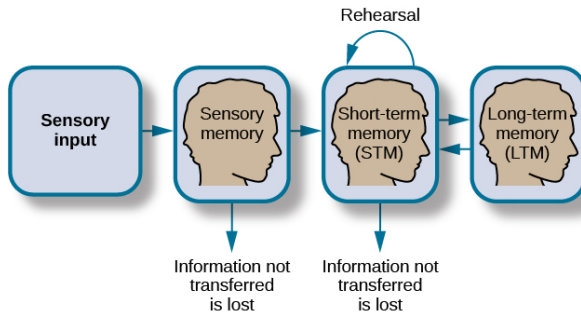 Rehearsal
Sensory
input
Sensory
memory
Short-term
memory
(STM)
Long-term
memory
(LTM)
Information not
transferred
is lost
Information not
transferred
is lost